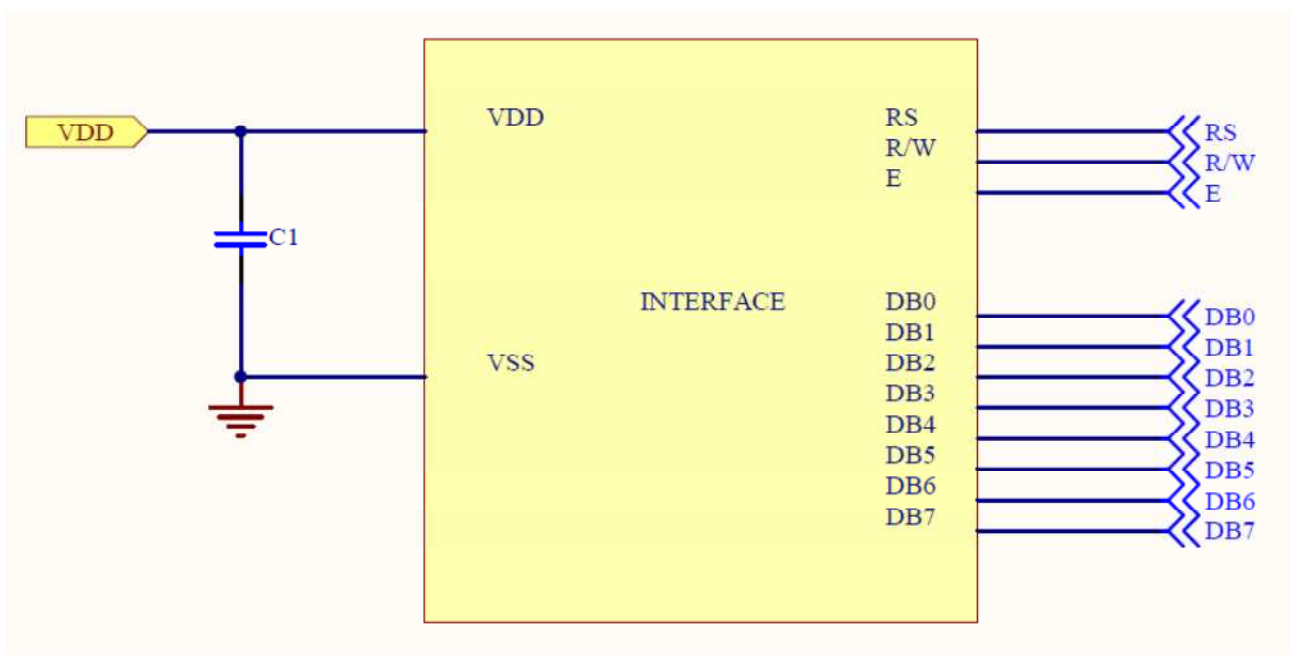 VDD
C1
VDD
VSS
INTERFACE
RS
R/W
E
DB0
DB1
DB2
DB3
DB4
DB5
DB6
DB7
RS
R/W
E
DB0
DB1
DB2
DB3
DB4
DB5
DB6
DB7